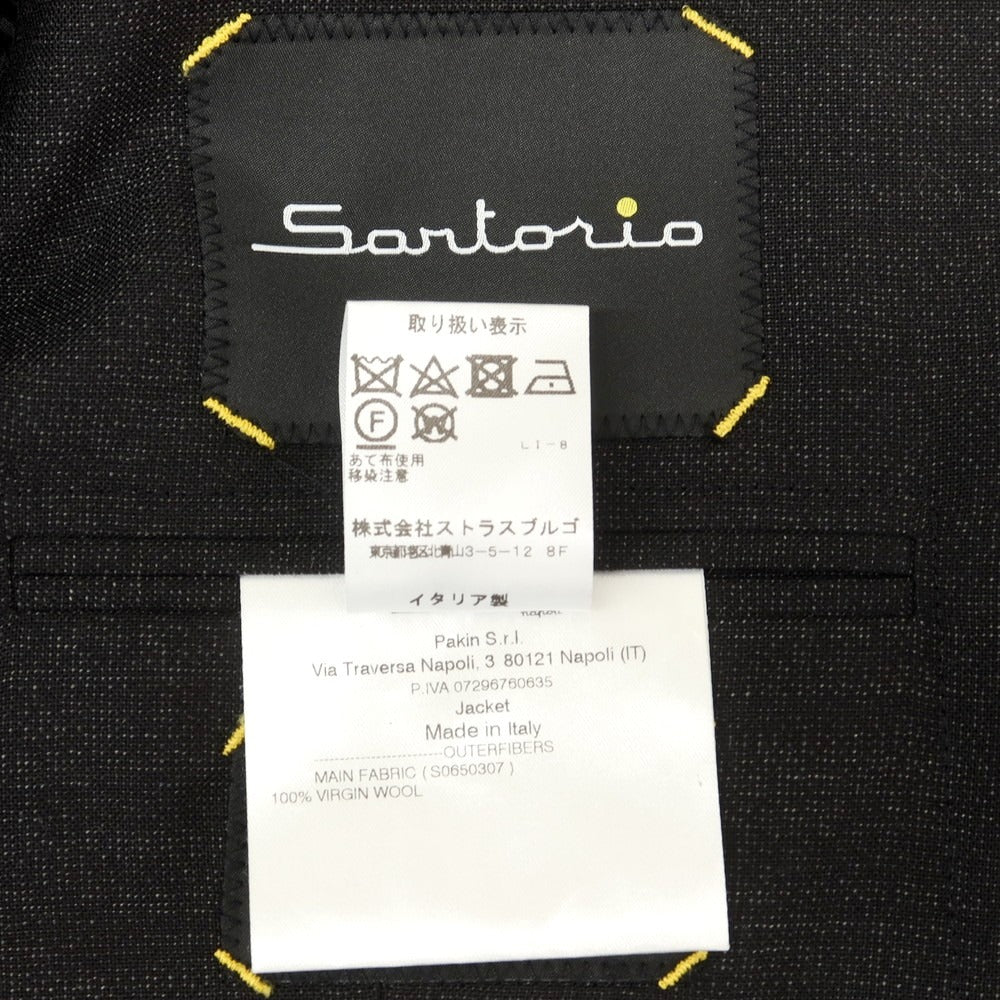 Sartorio
取り扱い表示
F
W
LI-8
あて布使用
移染注意
株式会社ストラスブルゴ
東京都港区北青山3-5-12 8F
イタリア製
napoli
Pakin S.r.l.
Via Traversa Napoli, 3 80121 Napoli (IT)
P.IVA 07296760635
Jacket
Made in Italy
----------------------OUTERFIBERS
MAIN FABRIC ( S0650307 )
100% VIRGIN WOOL